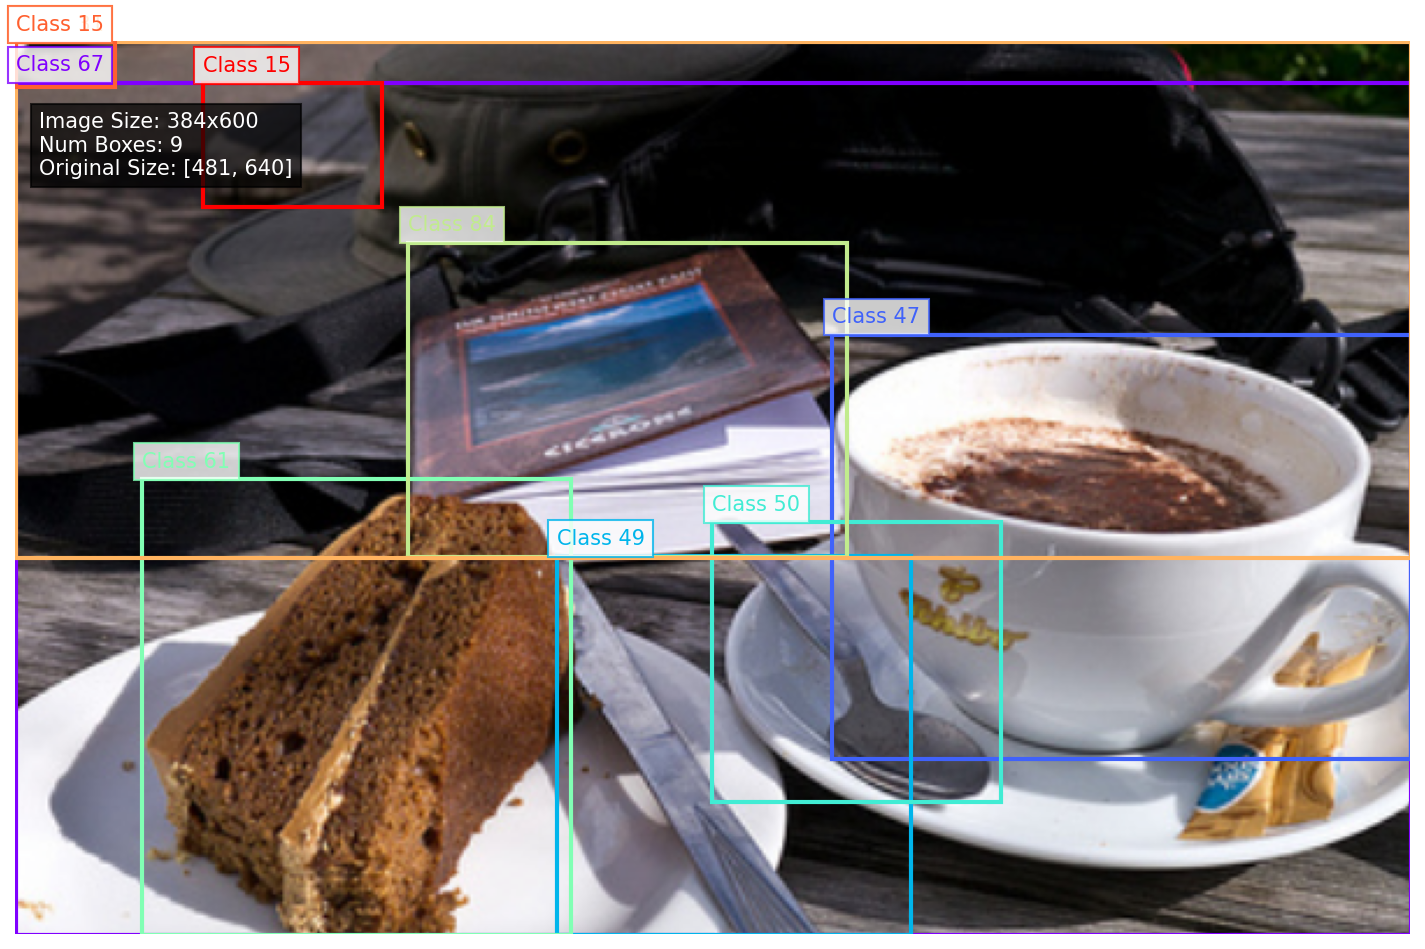 Class 15
Class 67
Class 15
Image Size: 384x600
Num Boxes: 9
Original Size: [481, 640]
Class 84
Class 47
CICERONE
Class 61
Class 50
Class 49